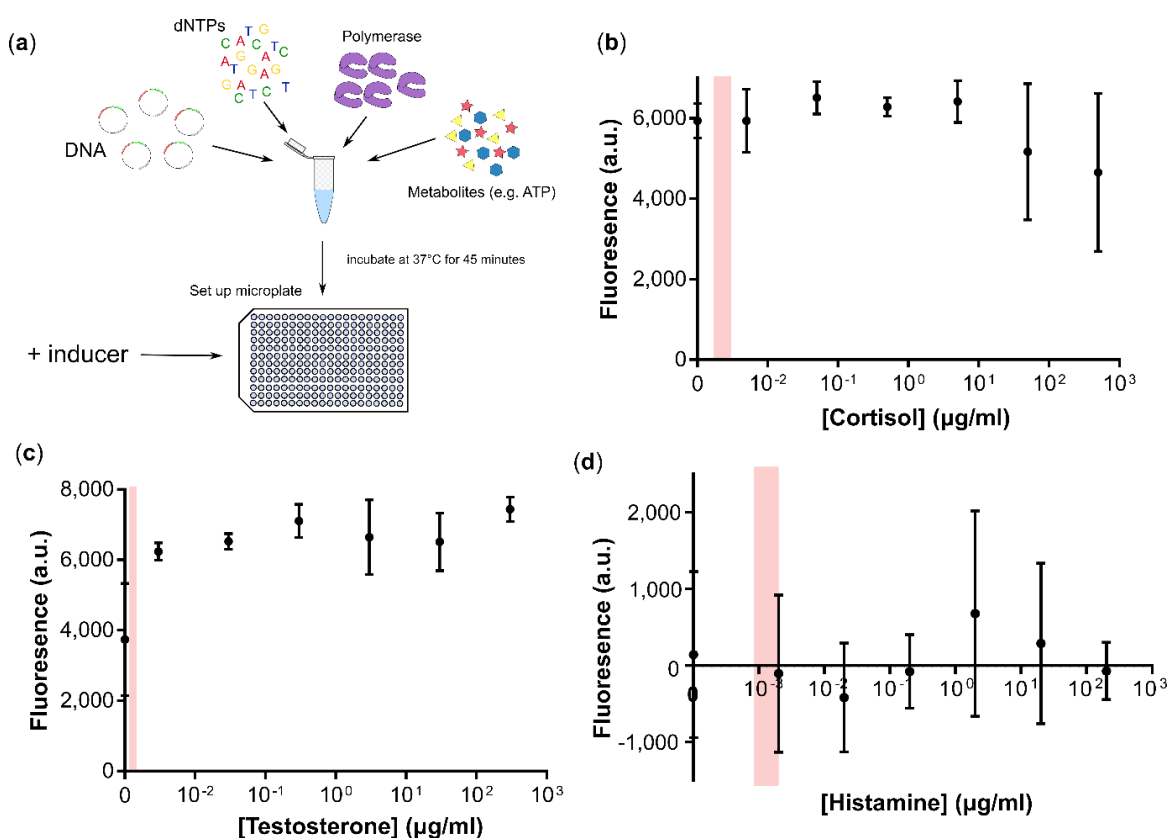 (a)
dNTPs
C A T G
C A T C
A G C A
T G A G
G C A T C T
Polymerase
DNA
Metabolites (e.g. ATP)
incubate at 37°C for 45 minutes
Set up microplate
+ inducer
(b)
Fluoresence (a.u.)
6,000
4,000
2,000
0
0 10⁻² 10⁻¹ 10⁰ 10¹ 10² 10³
[Cortisol] (µg/ml)
(c)
Fluoresence (a.u.)
8,000
6,000
4,000
2,000
0
0 10⁻² 10⁻¹ 10⁰ 10¹ 10² 10³
[Testosterone] (µg/ml)
(d)
Fluoresence (a.u.)
2,000
1,000
0
-1,000
0 10⁻³ 10⁻² 10⁻¹ 10⁰ 10¹ 10² 10³
[Histamine] (µg/ml)